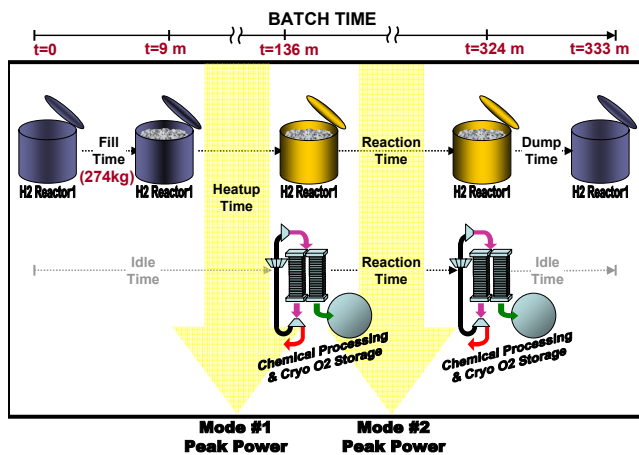 BATCH TIME
t=0
t=9 m
t=136 m
t=324 m
t=333 m
Fill
Time
(274kg)
Reaction
Time
Dump
Time
H2 Reactor1
H2 Reactor1
H2 Reactor1
H2 Reactor1
H2 Reactor1
Heatup
Time
Idle
Time
Reaction
Time
Idle
Time
Chemical Processing
& Cryo O2 Storage
Chemical Processing
& Cryo O2 Storage
Mode #1
Peak Power
Mode #2
Peak Power